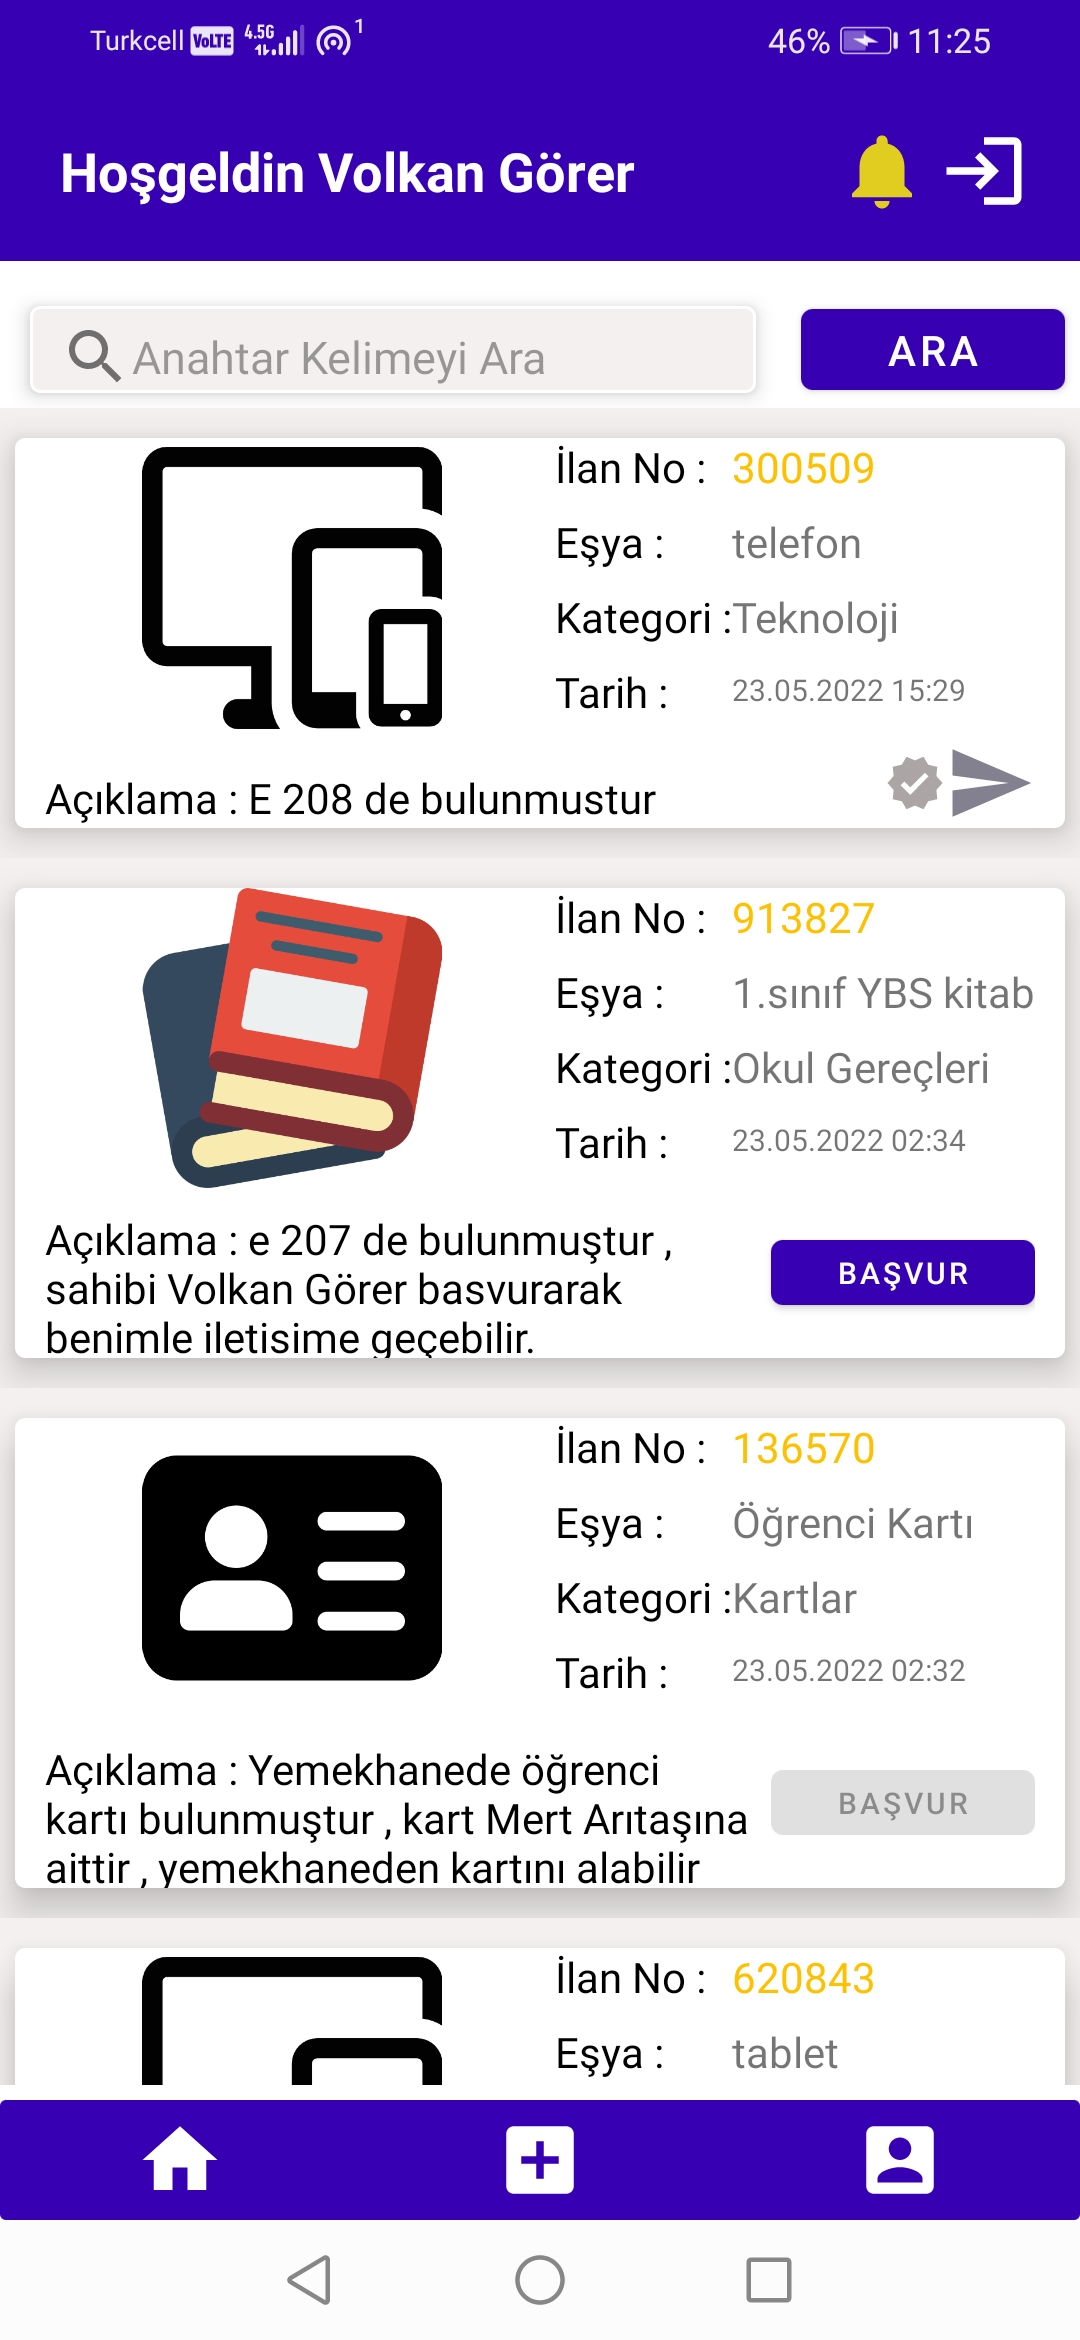 Turkcell VoLTE 4.5G 1 46% 11:25
Hoşgeldin Volkan Görer
Anahtar Kelimeyi Ara
ARA
İlan No : 300509
Eşya : telefon
Kategori :Teknoloji
Tarih : 23.05.2022 15:29
Açıklama : E 208 de bulunmustur
İlan No : 913827
Eşya : 1.sınıf YBS kitab
Kategori :Okul Gereçleri
Tarih : 23.05.2022 02:34
Açıklama : e 207 de bulunmuştur ,
sahibi Volkan Görer basvurarak
benimle iletisime geçebilir.
BAŞVUR
İlan No : 136570
Eşya : Öğrenci Kartı
Kategori :Kartlar
Tarih : 23.05.2022 02:32
Açıklama : Yemekhanede öğrenci
kartı bulunmuştur , kart Mert Arıtaşına
aittir , yemekhaneden kartını alabilir
BAŞVUR
İlan No : 620843
Eşya : tablet